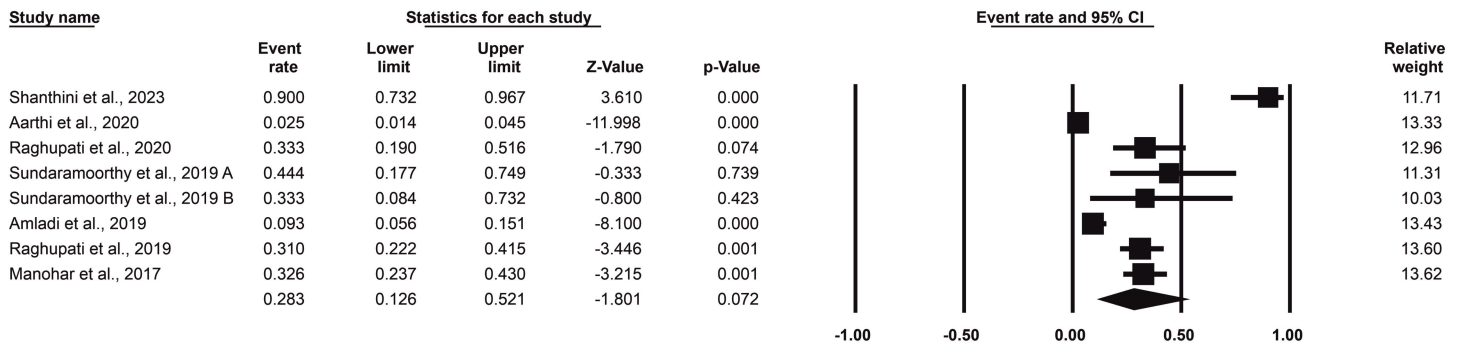 Study name Statistics for each study Event rate and 95% CI
Event rate Lower limit Upper limit Z-Value p-Value Relative weight
Shanthini et al., 2023 0.900 0.732 0.967 3.610 0.000 11.71
Aarthi et al., 2020 0.025 0.014 0.045 -11.998 0.000 13.33
Raghupati et al., 2020 0.333 0.190 0.516 -1.790 0.074 12.96
Sundaramoorthy et al., 2019 A 0.444 0.177 0.749 -0.333 0.739 11.31
Sundaramoorthy et al., 2019 B 0.333 0.084 0.732 -0.800 0.423 10.03
Amladi et al., 2019 0.093 0.056 0.151 -8.100 0.000 13.43
Raghupati et al., 2019 0.310 0.222 0.415 -3.446 0.001 13.60
Manohar et al., 2017 0.326 0.237 0.430 -3.215 0.001 13.62
0.283 0.126 0.521 -1.801 0.072
-1.00 -0.50 0.00 0.50 1.00